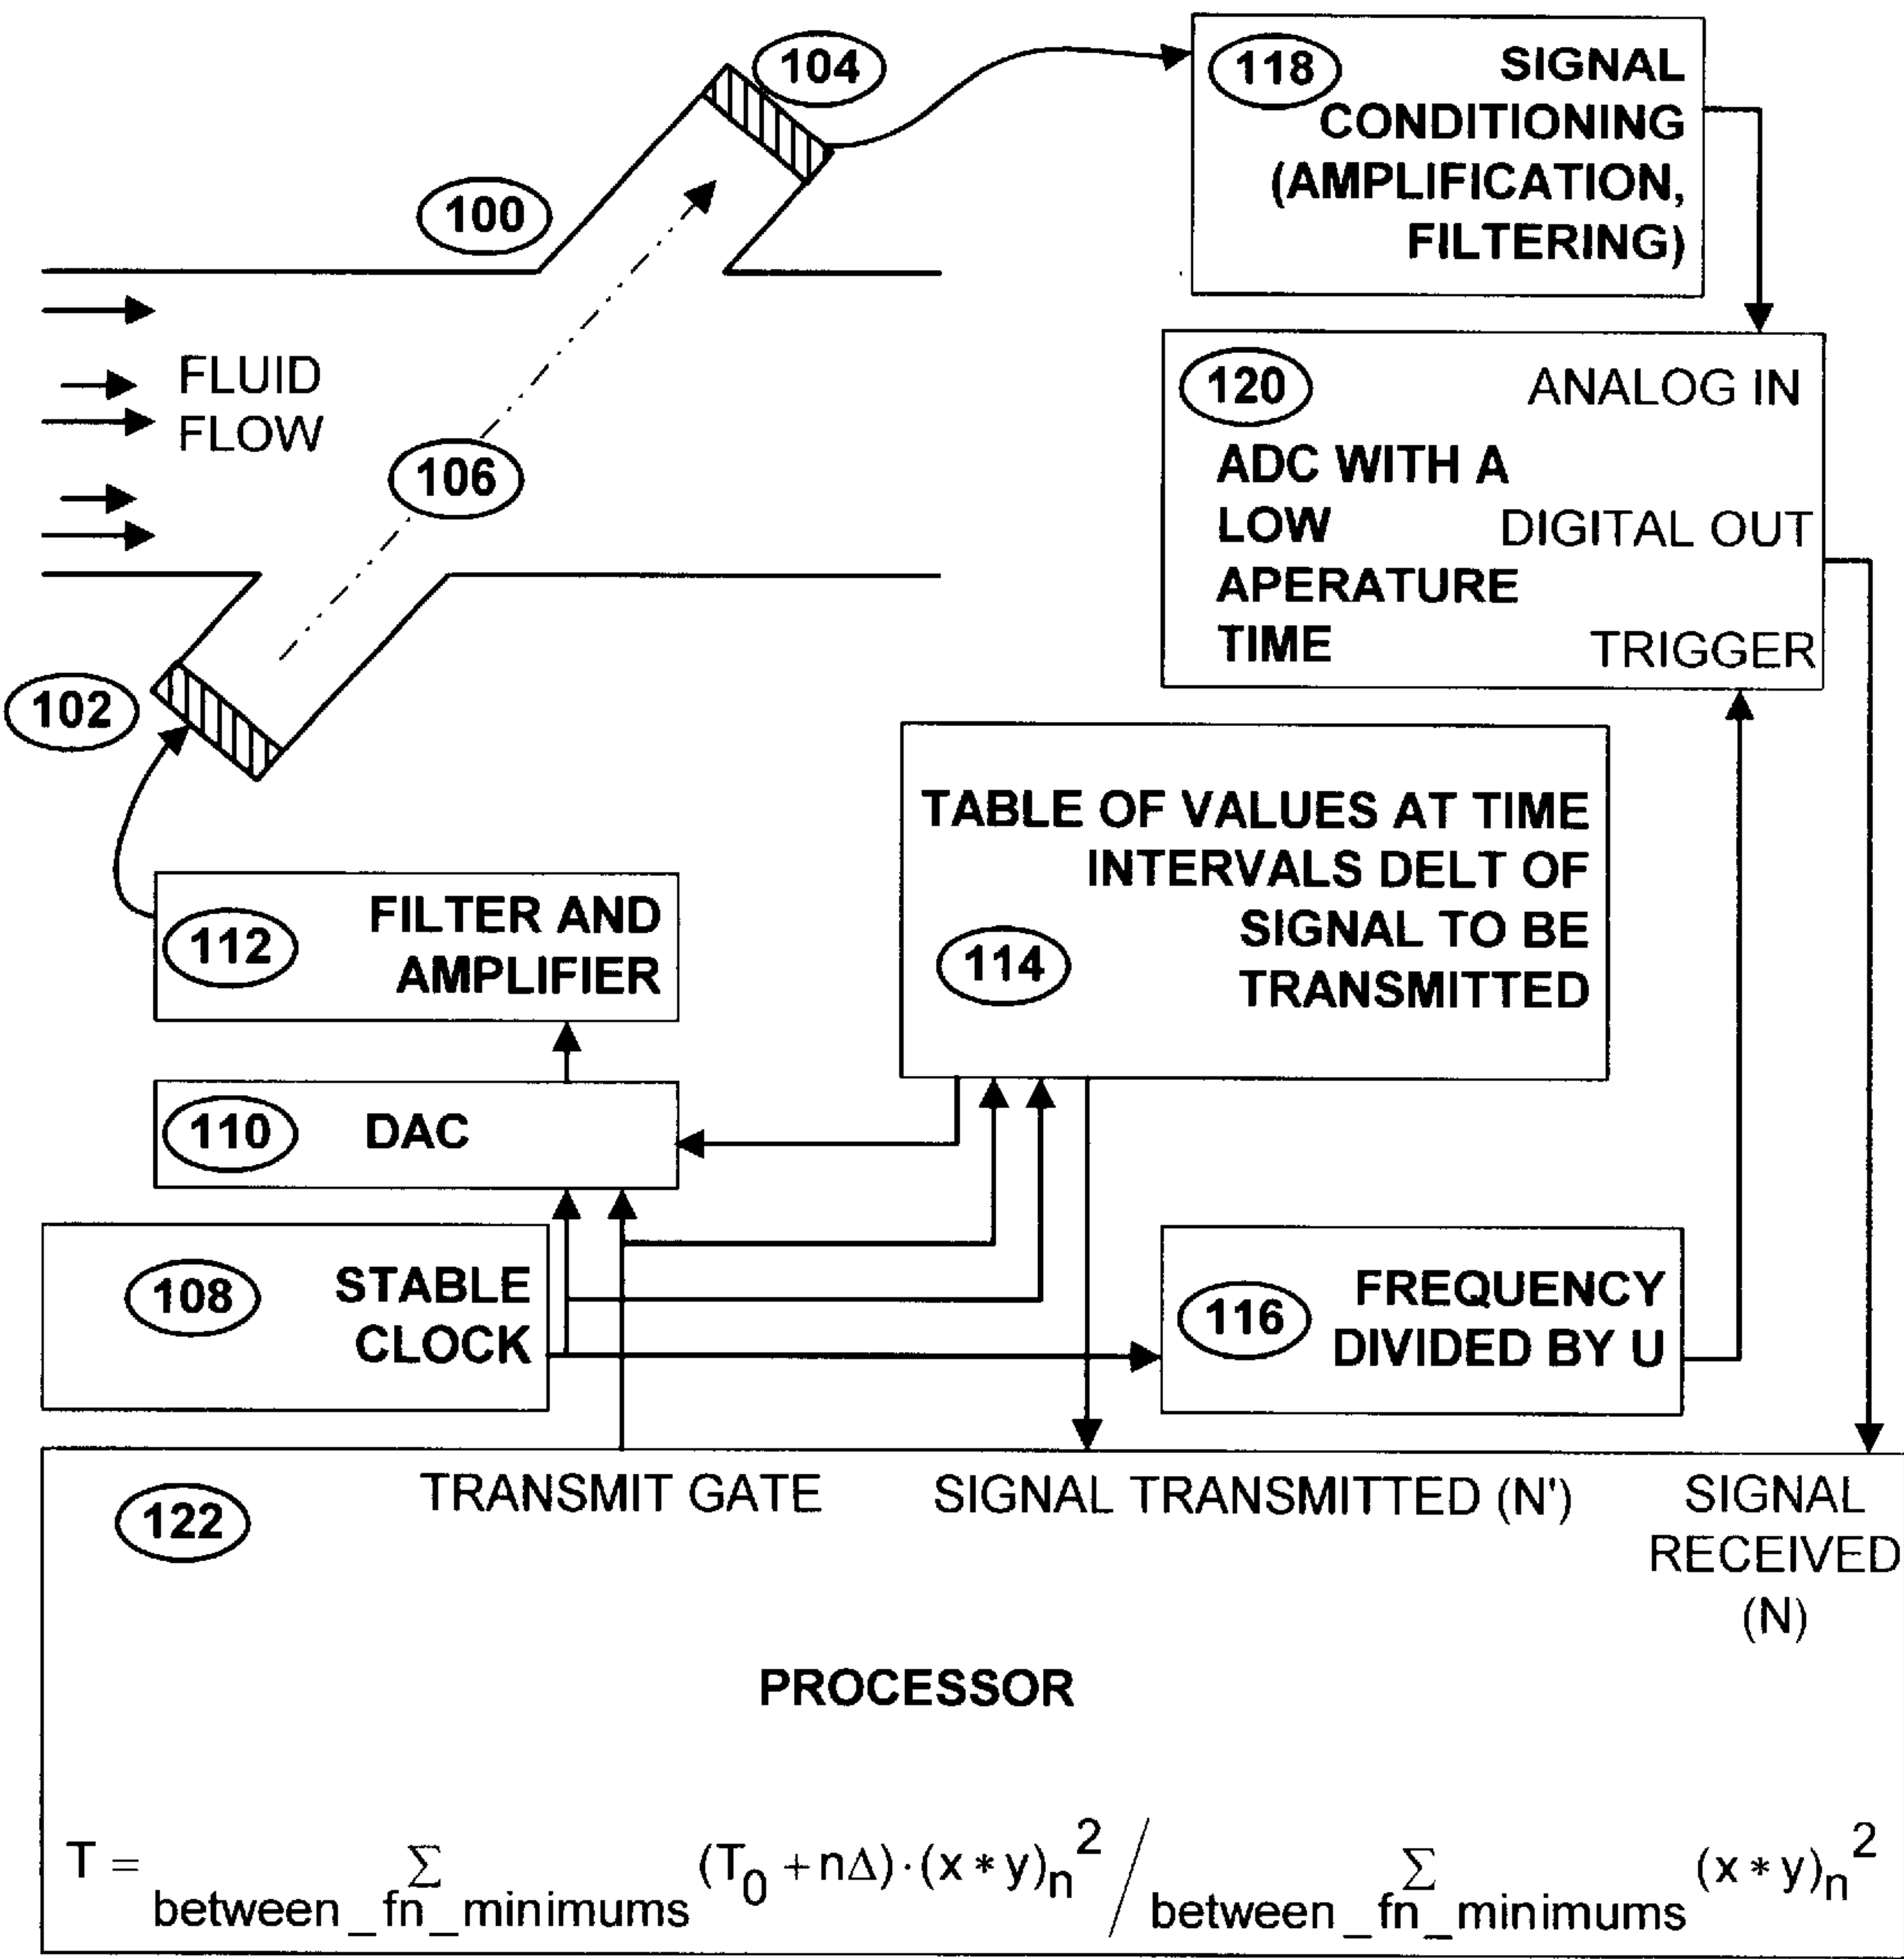 104
118
SIGNAL
CONDITIONING
(AMPLIFICATION,
FILTERING)
100
FLUID
FLOW
106
102
120
ANALOG IN
ADC WITH A
LOW
APERATURE
TIME
DIGITAL OUT
TRIGGER
TABLE OF VALUES AT TIME
INTERVALS DELT OF
SIGNAL TO BE
TRANSMITTED
114
112
FILTER AND
AMPLIFIER
110
DAC
108
STABLE
CLOCK
116
FREQUENCY
DIVIDED BY U
122
TRANSMIT GATE
SIGNAL TRANSMITTED (N')
SIGNAL
RECEIVED
(N)
PROCESSOR
T = Σ between_fn_minimums (T₀ + nΔ)·(x * y)ₙ² / Σ between_fn_minimums (x * y)ₙ²